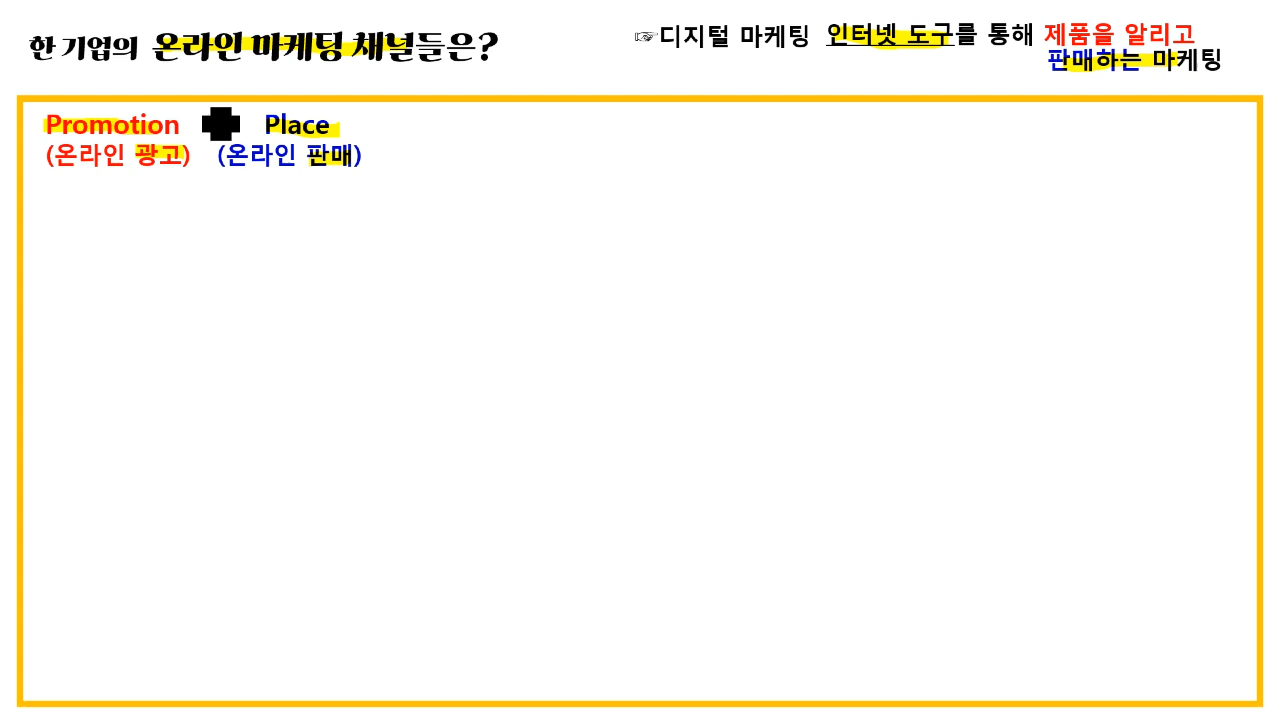 한 기업의 온라인 마케팅 채널들은?
☞디지털 마케팅 인터넷 도구를 통해 제품을 알리고
판매하는 마케팅
Promotion ✚ Place
(온라인 광고) (온라인 판매)